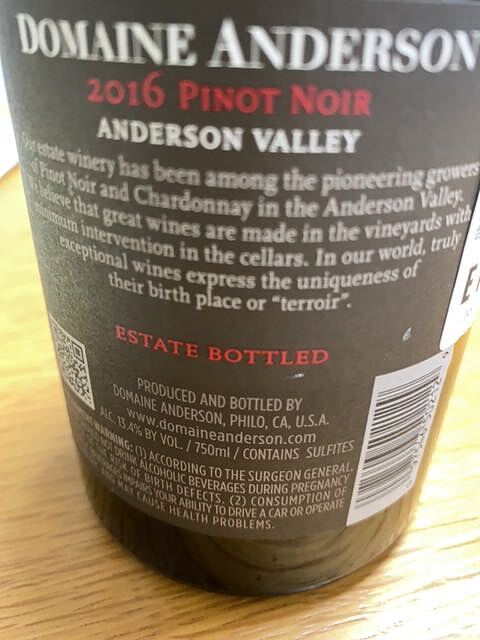 DOMAINE ANDERSON
2016 PINOT NOIR
ANDERSON VALLEY
estate winery has been among the pioneering growers
of Pinot Noir and Chardonnay in the Anderson Valley.
believe that great wines are made in the vineyards with
minimum intervention in the cellars. In our world, truly
exceptional wines express the uniqueness of
their birth place or “terroir”.
ESTATE BOTTLED
PRODUCED AND BOTTLED BY
DOMAINE ANDERSON, PHILO, CA, U.S.A.
www.domaineanderson.com
ALC. 13.4% BY VOL. / 750ml / CONTAINS SULFITES
WARNING: (1) ACCORDING TO THE SURGEON GENERAL,
DRINK ALCOHOLIC BEVERAGES DURING PREGNANCY
OF BIRTH DEFECTS. (2) CONSUMPTION OF
YOUR ABILITY TO DRIVE A CAR OR OPERATE
MAY CAUSE HEALTH PROBLEMS.